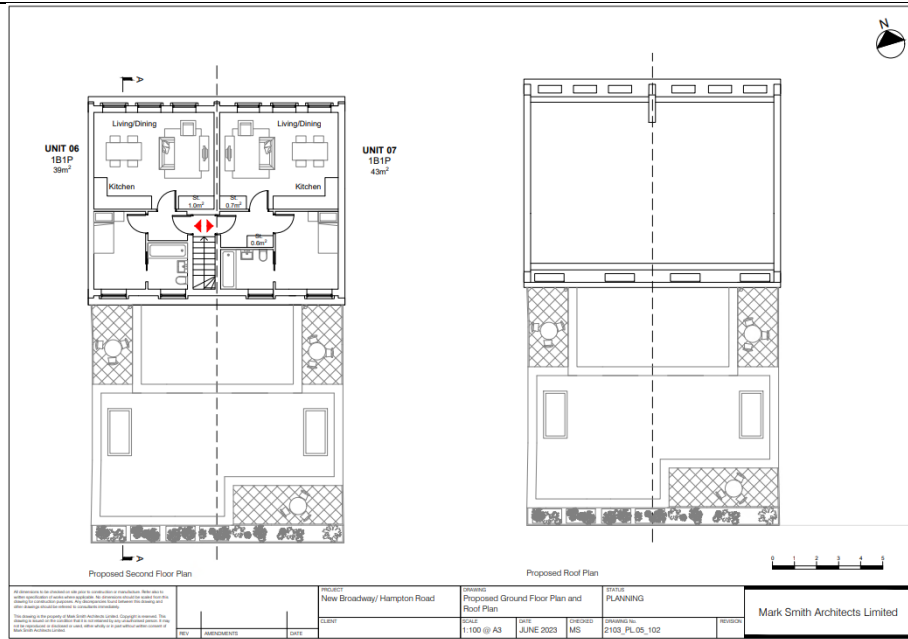 N
A
UNIT 06
1B1P
39m²
Living/Dining
Kitchen
St.
1.0m²
Living/Dining
Kitchen
St.
0.7m²
St.
0.6m²
UNIT 07
1B1P
43m²
A
Proposed Second Floor Plan
Proposed Roof Plan
0 1 2 3 4 5
REV AMENDMENTS DATE
PROJECT
New Broadway/ Hampton Road
CLIENT
DRAWING
Proposed Ground Floor Plan and
Roof Plan
SCALE
1:100 @ A3
DATE
JUNE 2023
CHECKED
MS
STATUS
PLANNING
DRAWING No.
2103_PL.05_102
REVISION
Mark Smith Architects Limited